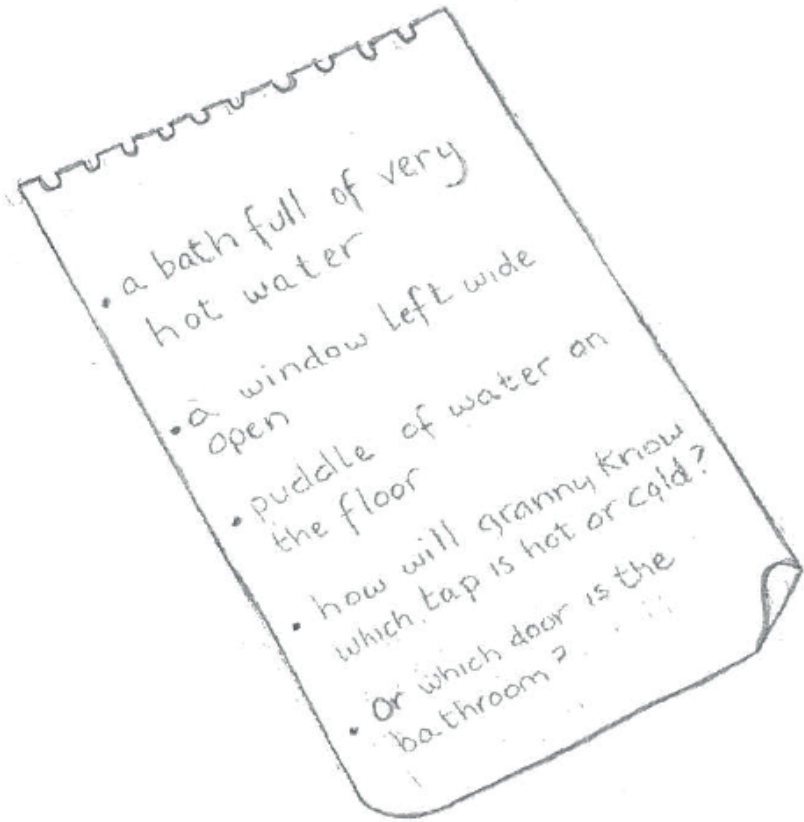 • a bath full of very
hot water
• a window left wide
open
• puddle of water on
the floor
• how will granny know
which tap is hot or cold?
• Or which door is the
bathroom?